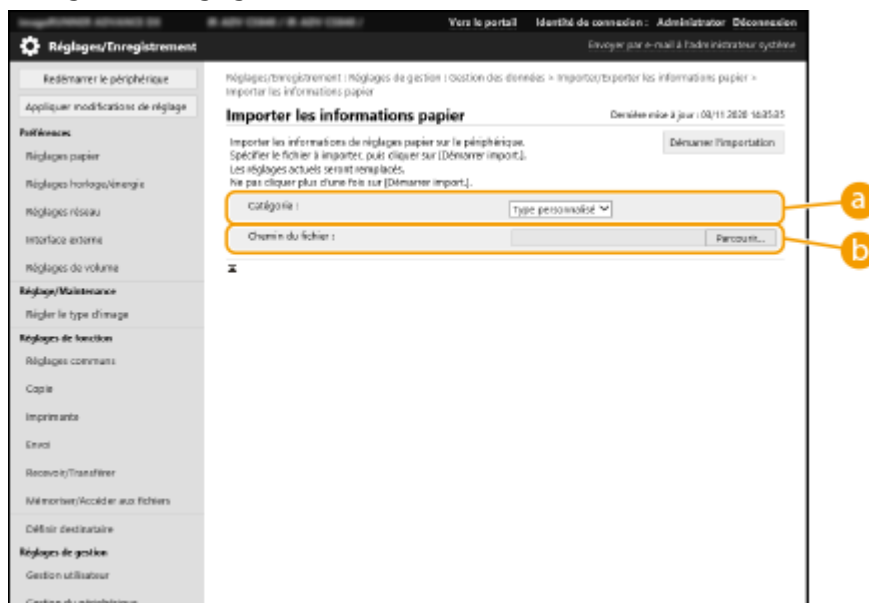 Vers le portail Identité de connexion : Administrator Déconnexion
Réglages/Enregistrement
Envoyer par e-mail à l'administrateur système
Redémarrer le périphérique
Appliquer modifications de réglage
Préférences
Réglages papier
Réglages horloge/énergie
Réglages réseau
Interface externe
Réglages de volume
Réglage/Maintenance
Régler le type d'image
Réglages de fonction
Réglages communs
Copie
Imprimante
Envoi
Recevoir/Transférer
Mémoriser/Accéder aux fichiers
Définir destinataire
Réglages de gestion
Gestion utilisateur
Gestion du périphérique
Réglages/Enregistrement : Réglages de gestion : Gestion des données > Importer/Exporter les informations papier >
Importer les informations papier
Importer les informations papier
Dernière mise à jour : 09/11 2020 16:35:35
Importer les informations de réglages papier sur le périphérique.
Spécifier le fichier à importer, puis cliquer sur [Démarrer import.].
Les réglages actuels seront remplacés.
Ne pas cliquer plus d'une fois sur [Démarrer import.].
Démarrer l'importation
Catégorie : Type personnalisé
a
Chemin du fichier : Parcourir...
b